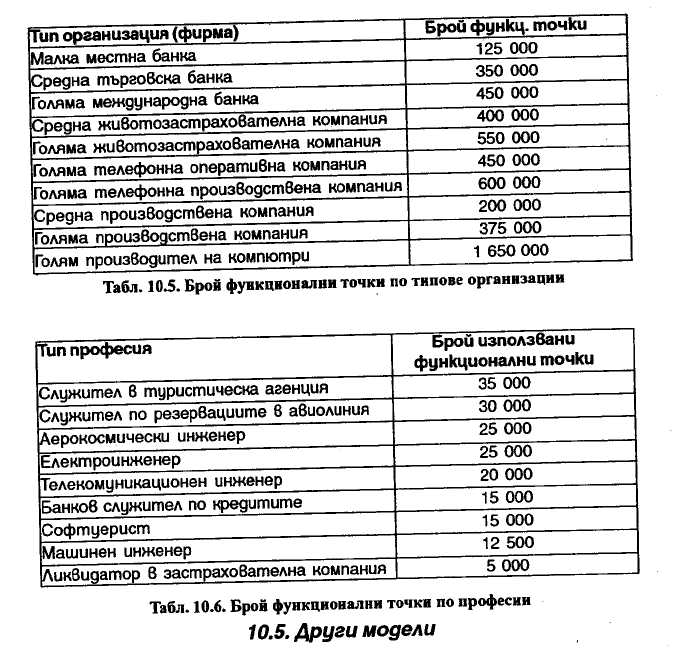 Тип организация (фирма) Брой функц. точки
Малка местна банка 125 000
Средна търговска банка 350 000
Голяма международна банка 450 000
Средна животозастрахователна компания 400 000
Голяма животозастрахователна компания 550 000
Голяма телефонна оперативна компания 450 000
Голяма телефонна производствена компания 600 000
Средна производствена компания 200 000
Голяма производствена компания 375 000
Голям производител на компютри 1 650 000
Табл. 10.5. Брой функционални точки по типове организации
Тип професия Брой използвани
функционални точки
Служител в туристическа агенция 35 000
Служител по резервациите в авиолиния 30 000
Аерокосмически инженер 25 000
Електроинженер 25 000
Телекомуникационен инженер 20 000
Банков служител по кредитите 15 000
Софтуерист 15 000
Машинен инженер 12 500
Ликвидатор в застрахователна компания 5 000
Табл. 10.6. Брой функционални точки по професии
10.5. Други модели